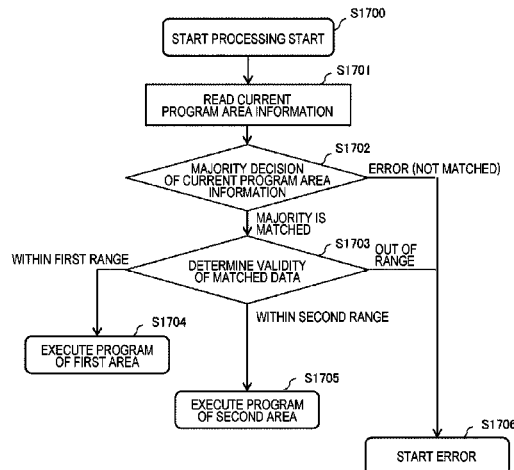 S1700
START PROCESSING START
S1701
READ CURRENT
PROGRAM AREA INFORMATION
S1702
MAJORITY DECISION
OF CURRENT PROGRAM AREA
INFORMATION
ERROR (NOT MATCHED)
MAJORITY IS
MATCHED
S1703
WITHIN FIRST RANGE
DETERMINE VALIDITY
OF MATCHED DATA
OUT OF
RANGE
WITHIN SECOND RANGE
S1704
EXECUTE PROGRAM
OF FIRST AREA
S1705
EXECUTE PROGRAM
OF SECOND AREA
S1706
START ERROR